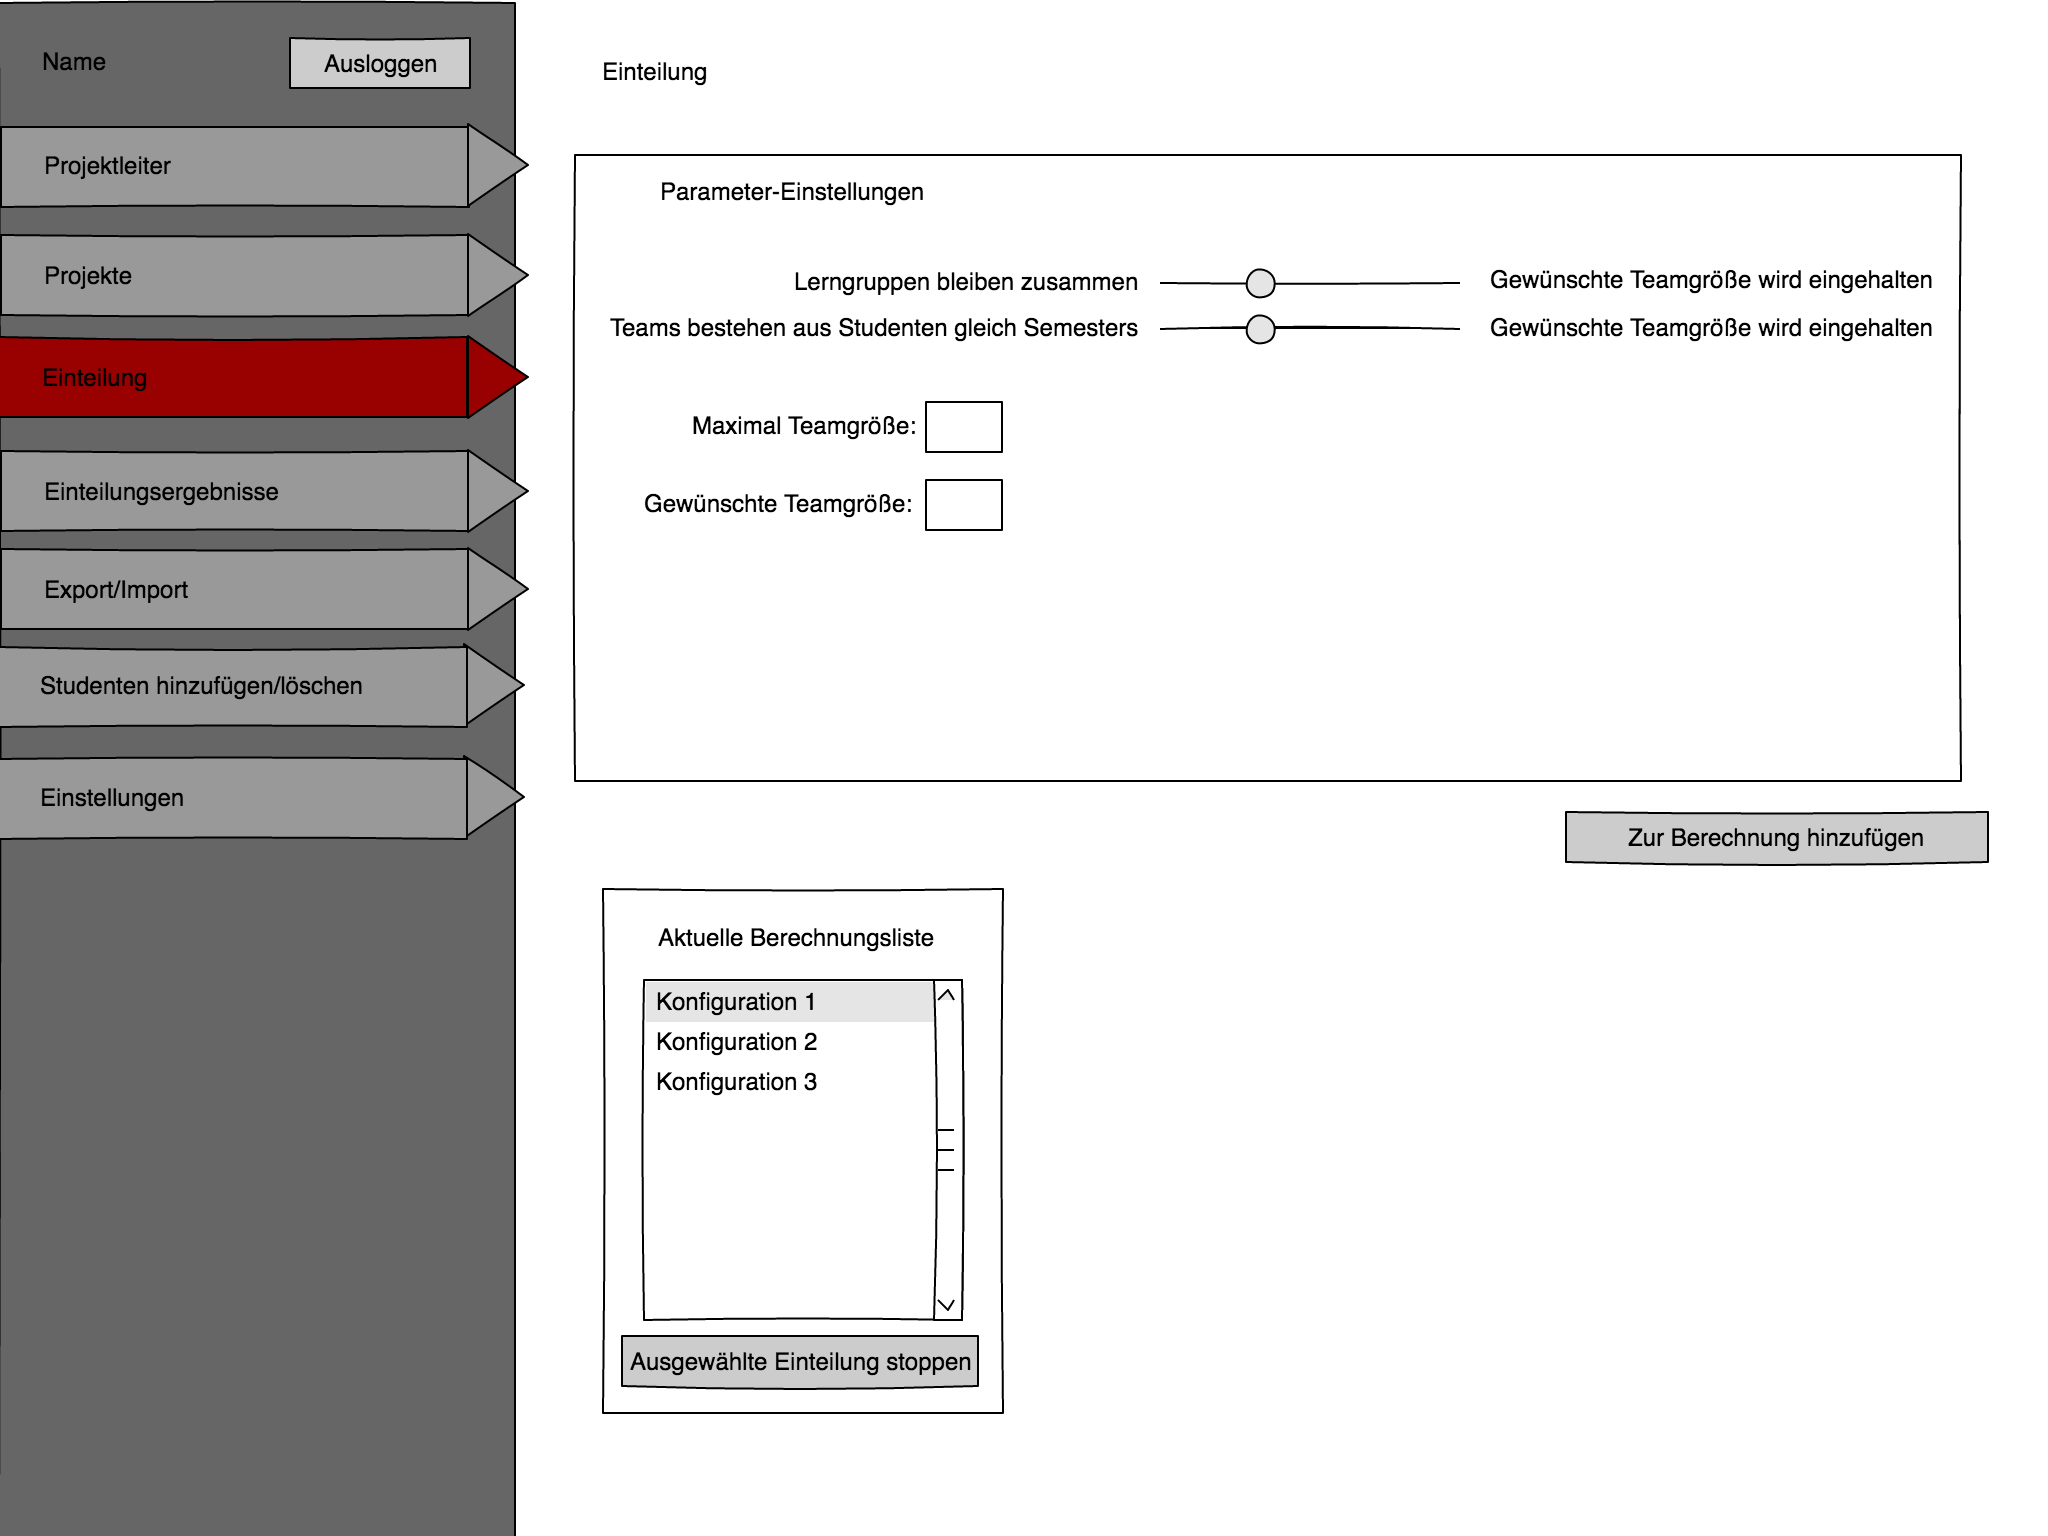 Name
Ausloggen
Projektleiter
Projekte
Einteilung
Einteilungsergebnisse
Export/Import
Studenten hinzufügen/löschen
Einstellungen
Einteilung
Parameter-Einstellungen
Lerngruppen bleiben zusammen
Gewünschte Teamgröße wird eingehalten
Teams bestehen aus Studenten gleich Semesters
Gewünschte Teamgröße wird eingehalten
Maximal Teamgröße:
Gewünschte Teamgröße:
Zur Berechnung hinzufügen
Aktuelle Berechnungsliste
Konfiguration 1
Konfiguration 2
Konfiguration 3
Ausgewählte Einteilung stoppen